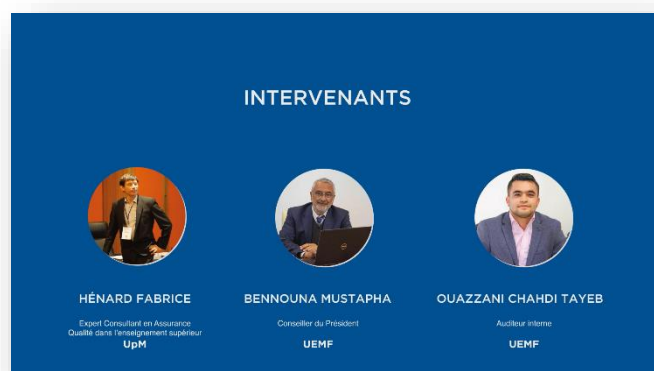 INTERVENANTS
HÉNARD FABRICE
Expert Consultant en Assurance
Qualité dans l'enseignement supérieur
UpM
BENNOUNA MUSTAPHA
Conseiller du Président
UEMF
OUAZZANI CHAHDI TAYEB
Auditeur interne
UEMF